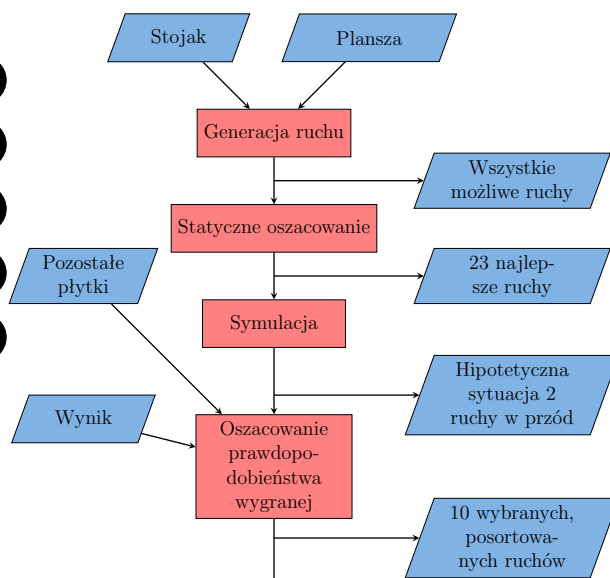 Stojak
Plansza
Generacja ruchu
Wszystkie
możliwe ruchy
Statyczne oszacowanie
Pozostałe
płytki
23 najlep-
sze ruchy
Symulacja
Hipotetyczna
sytuacja 2
ruchy w przód
Wynik
Oszacowanie
prawdopo-
dobieństwa
wygranej
10 wybranych,
posortowa-
nych ruchów